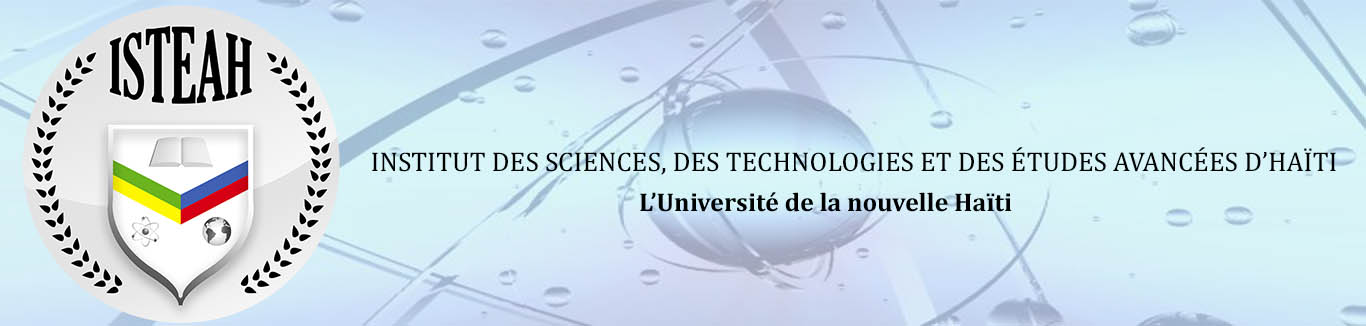 ISTEAH
INSTITUT DES SCIENCES, DES TECHNOLOGIES ET DES ÉTUDES AVANCÉES D’HAÏTI
L’Université de la nouvelle Haïti